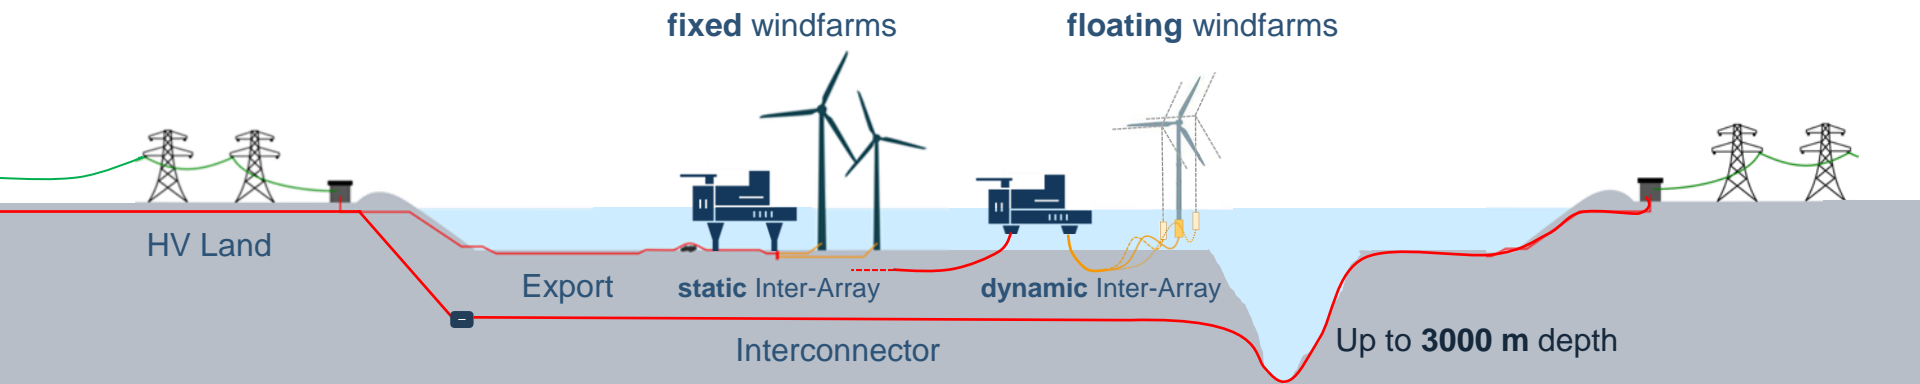 fixed windfarms
floating windfarms
HV Land
Export
static Inter-Array
dynamic Inter-Array
Interconnector
Up to 3000 m depth